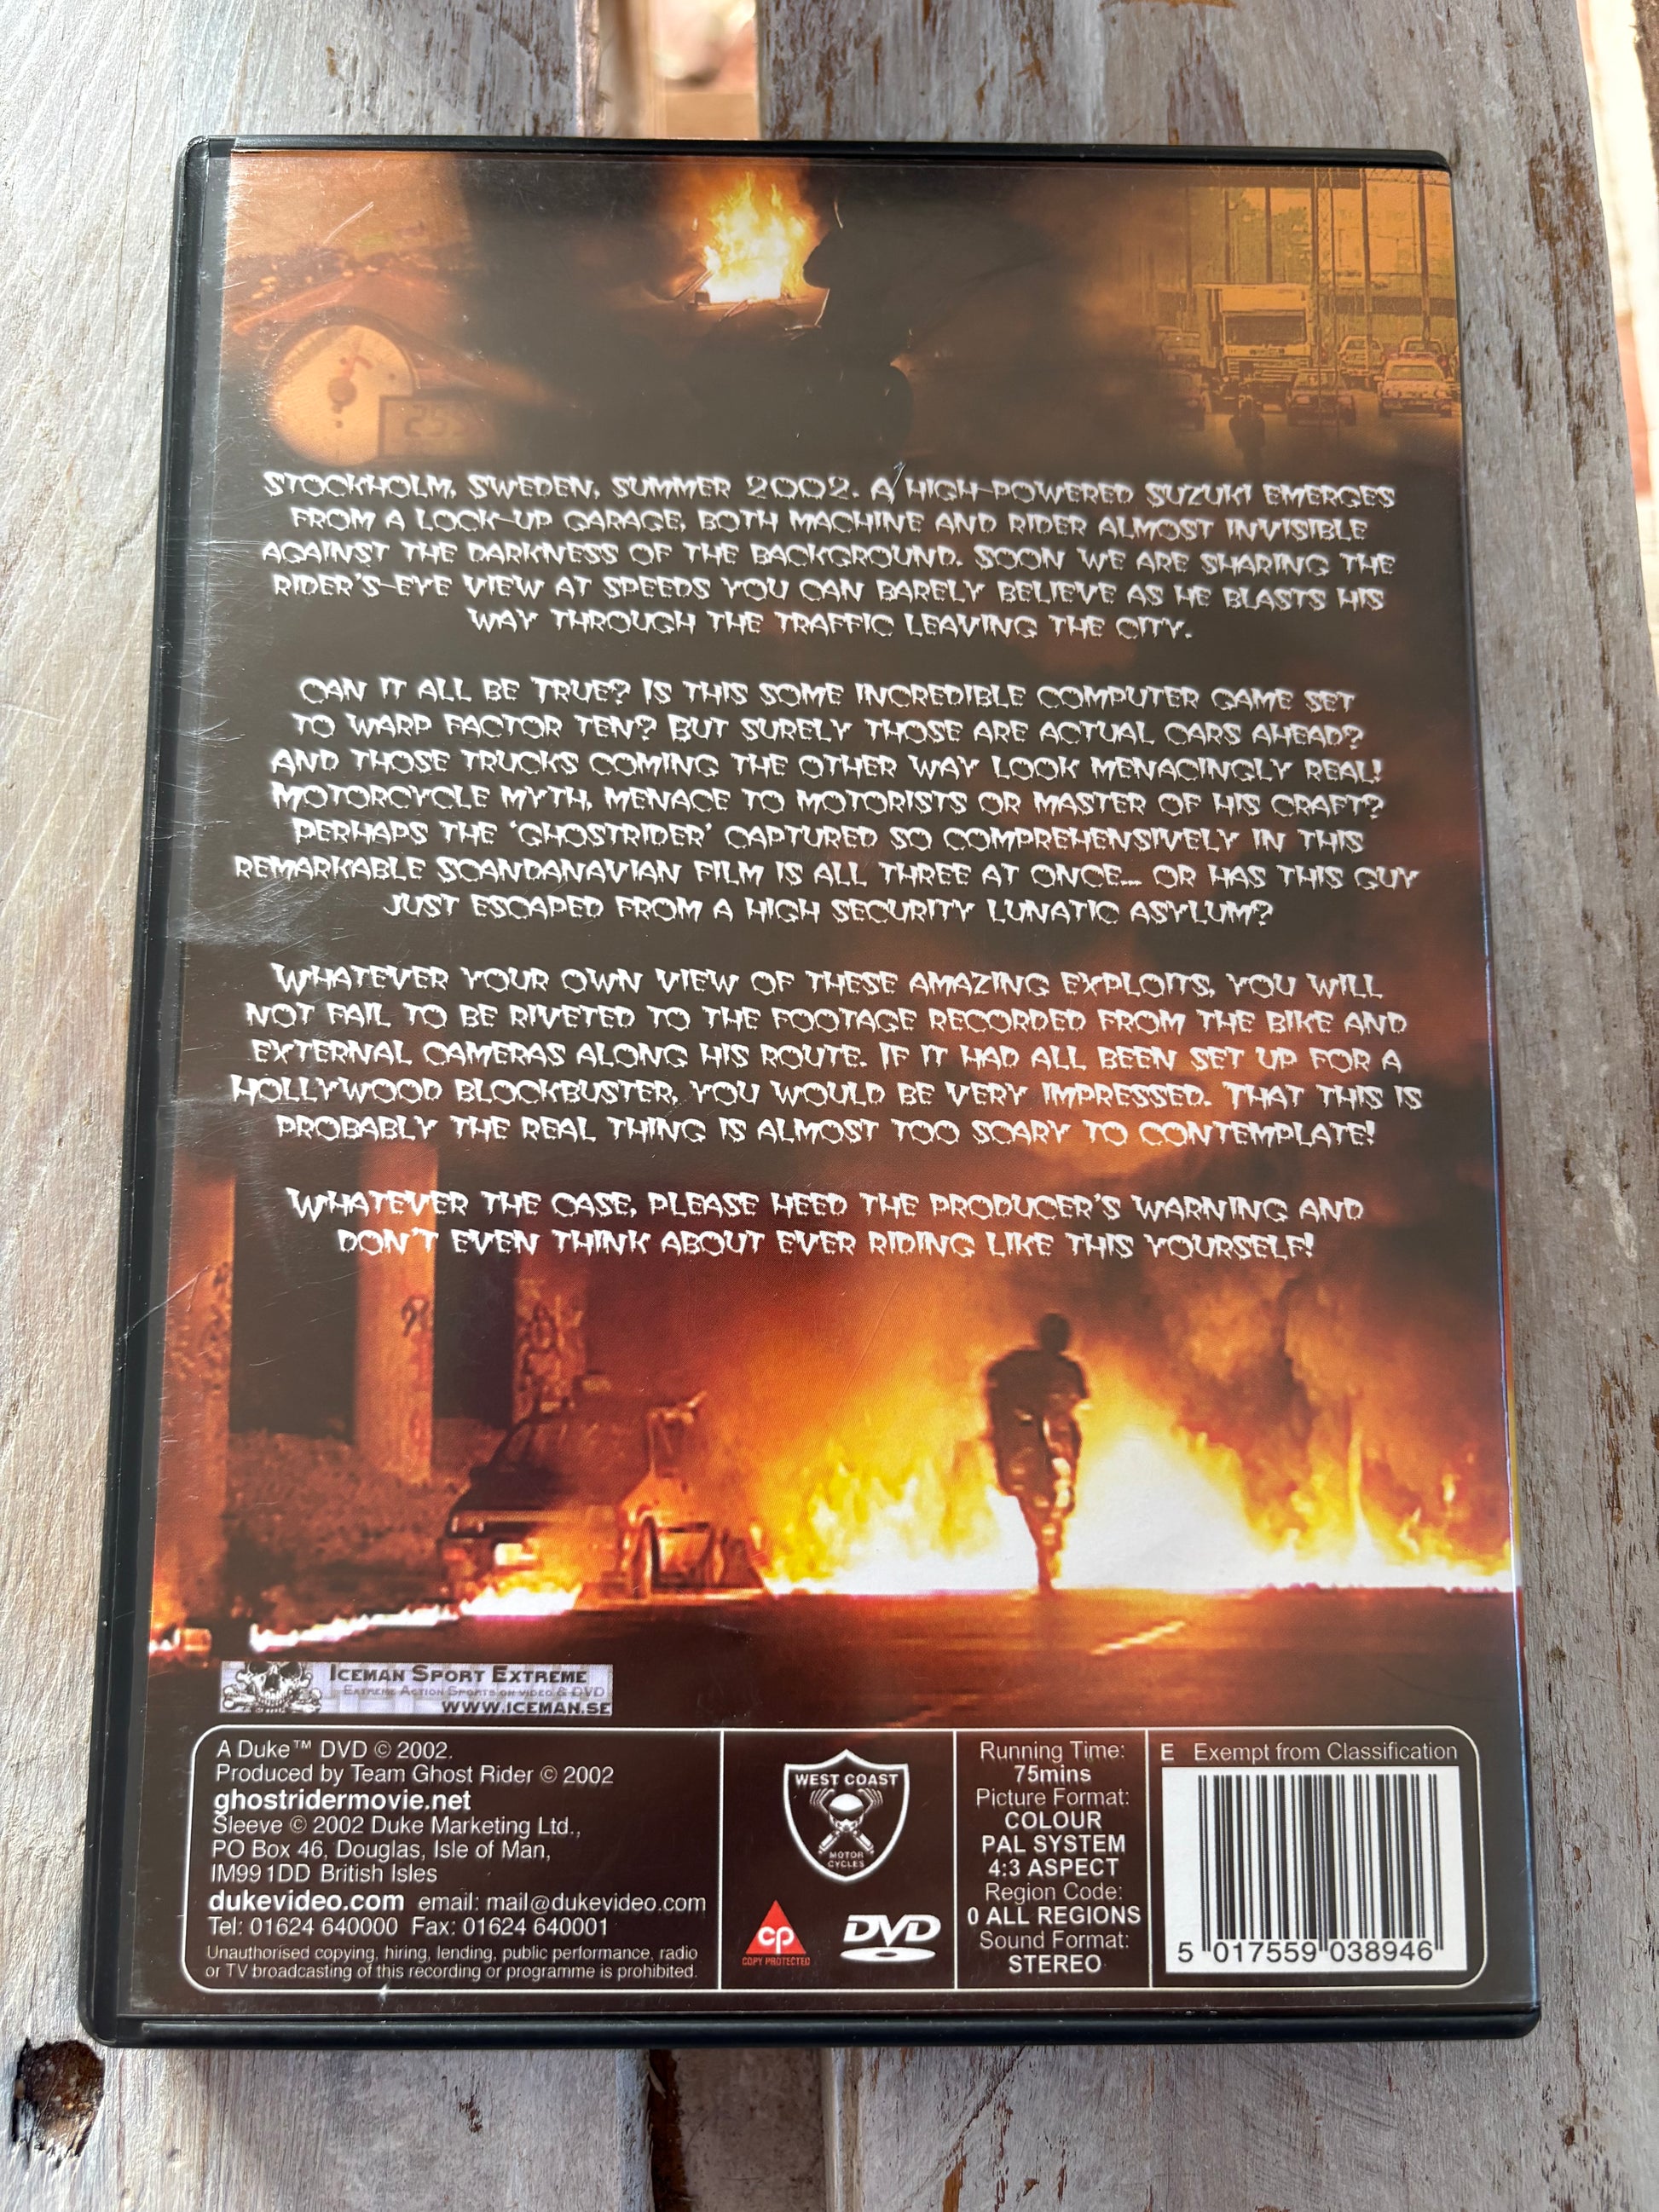 STOCKHOLM, SWEDEN, SUMMER 2002. A HIGH-POWERED SUZUKI EMERGES
FROM A LOCK-UP GARAGE, BOTH MACHINE AND RIDER ALMOST INVISIBLE
AGAINST THE DARKNESS OF THE BACKGROUND. SOON WE ARE SHARING THE
RIDER'S-EYE VIEW AT SPEEDS YOU CAN BARELY BELIEVE AS HE BLASTS HIS
WAY THROUGH THE TRAFFIC LEAVING THE CITY.
CAN IT ALL BE TRUE? IS THIS SOME INCREDIBLE COMPUTER GAME SET
TO WARP FACTOR TEN? BUT SURELY THOSE ARE ACTUAL CARS AHEAD?
AND THOSE TRUCKS COMING THE OTHER WAY LOOK MENACINGLY REAL!
MOTORCYCLE MYTH, MENACE TO MOTORISTS OR MASTER OF HIS CRAFT?
PERHAPS THE 'GHOSTRIDER' CAPTURED SO COMPREHENSIVELY IN THIS
REMARKABLE SCANDANAVIAN FILM IS ALL THREE AT ONCE... OR HAS THIS GUY
JUST ESCAPED FROM A HIGH SECURITY LUNATIC ASYLUM?
WHATEVER YOUR OWN VIEW OF THESE AMAZING EXPLOITS, YOU WILL
NOT FAIL TO BE RIVETED TO THE FOOTAGE RECORDED FROM THE BIKE AND
EXTERNAL CAMERAS ALONG HIS ROUTE. IF IT HAD ALL BEEN SET UP FOR A
HOLLYWOOD BLOCKBUSTER, YOU WOULD BE VERY IMPRESSED. THAT THIS IS
PROBABLY THE REAL THING IS ALMOST TOO SCARY TO CONTEMPLATE!
WHATEVER THE CASE, PLEASE HEED THE PRODUCER'S WARNING AND
DON'T EVEN THINK ABOUT EVER RIDING LIKE THIS YOURSELF!
ICEMAN SPORT EXTREME
EXTREME ACTION SPORTS ON VIDEO & DVD
WWW.ICEMAN.SE
A Duke™ DVD © 2002.
Produced by Team Ghost Rider © 2002
ghostridermovie.net
Sleeve © 2002 Duke Marketing Ltd.,
PO Box 46, Douglas, Isle of Man,
IM99 1DD British Isles
dukevideo.com email: mail@dukevideo.com
Tel: 01624 640000 Fax: 01624 640001
Unauthorised copying, hiring, lending, public performance, radio
or TV broadcasting of this recording or programme is prohibited.
WEST COAST
MOTOR
CYCLES
cp
COPY PROTECTED
DVD
Running Time:
75mins
Picture Format:
COLOUR
PAL SYSTEM
4:3 ASPECT
Region Code:
0 ALL REGIONS
Sound Format:
STEREO
E Exempt from Classification
5 017559 038946